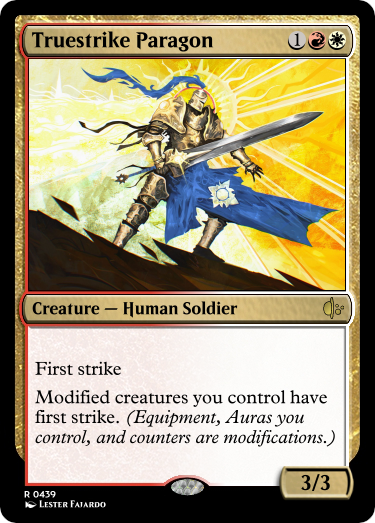 Truestrike Paragon 1
Creature — Human Soldier
First strike
Modified creatures you control have
first strike. (Equipment, Auras you
control, and counters are modifications.)
3/3
R 0439
Lester Fajardo